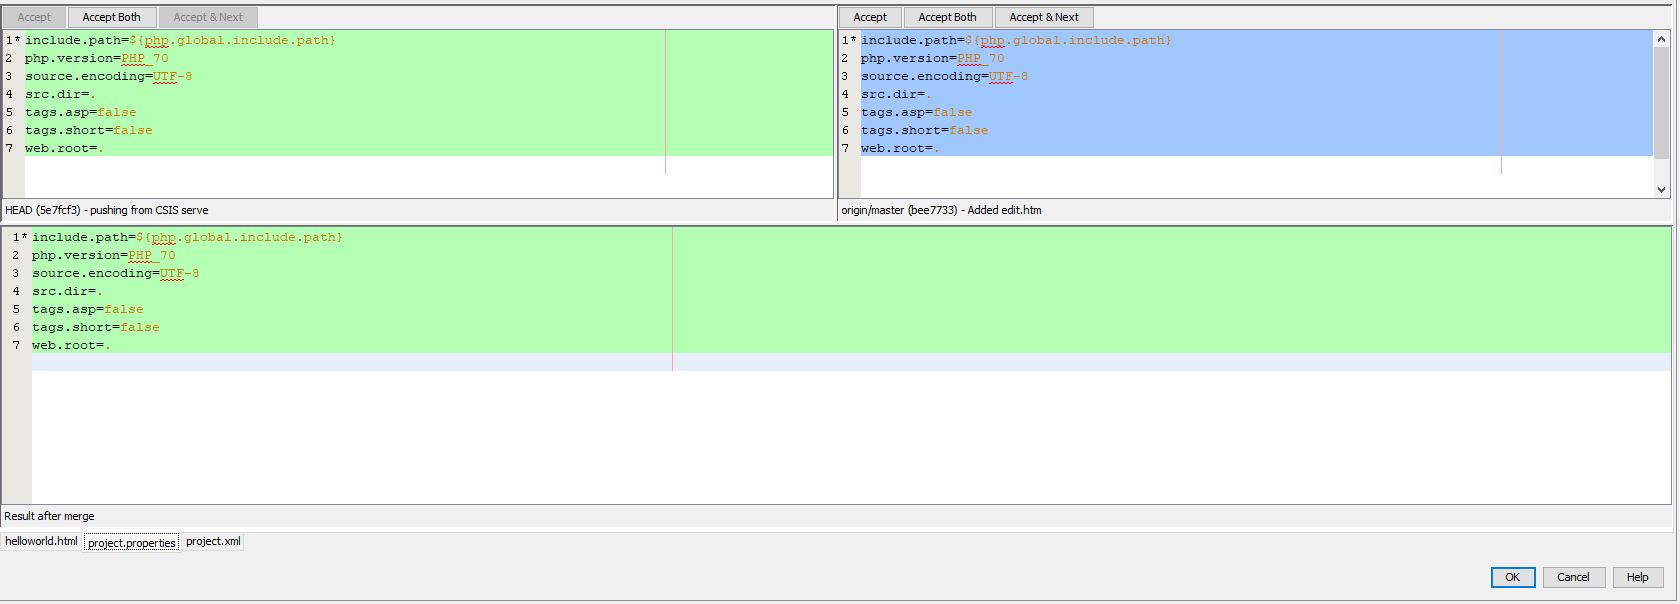 Accept Accept Both Accept & Next
1* include.path=${php.global.include.path}
2 php.version=PHP_70
3 source.encoding=UTF-8
4 src.dir=.
5 tags.asp=false
6 tags.short=false
7 web.root=.
HEAD (5e7fcf3) - pushing from CSIS serve
Accept Accept Both Accept & Next
1* include.path=${php.global.include.path}
2 php.version=PHP_70
3 source.encoding=UTF-8
4 src.dir=.
5 tags.asp=false
6 tags.short=false
7 web.root=.
origin/master (bee7733) - Added edit.htm
1* include.path=${php.global.include.path}
2 php.version=PHP_70
3 source.encoding=UTF-8
4 src.dir=.
5 tags.asp=false
6 tags.short=false
7 web.root=.
Result after merge
helloworld.html project.properties project.xml
OK Cancel Help